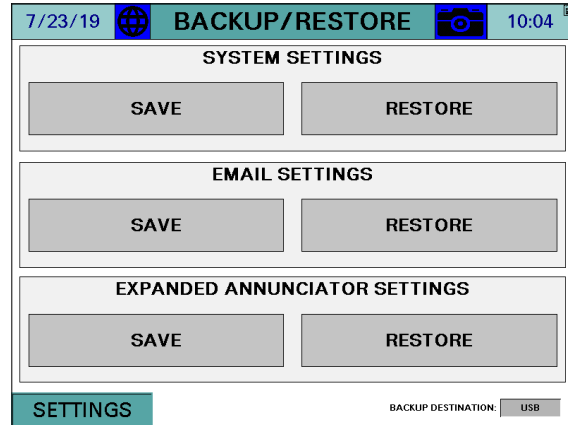 7/23/19 BACKUP/RESTORE 10:04
SYSTEM SETTINGS
SAVE RESTORE
EMAIL SETTINGS
SAVE RESTORE
EXPANDED ANNUNCIATOR SETTINGS
SAVE RESTORE
SETTINGS BACKUP DESTINATION: USB